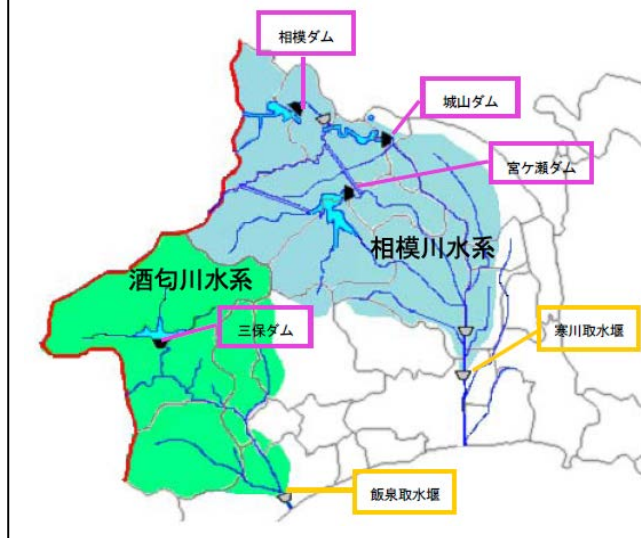 相模ダム
城山ダム
宮ケ瀬ダム
相模川水系
酒匂川水系
三保ダム
寒川取水堰
飯泉取水堰